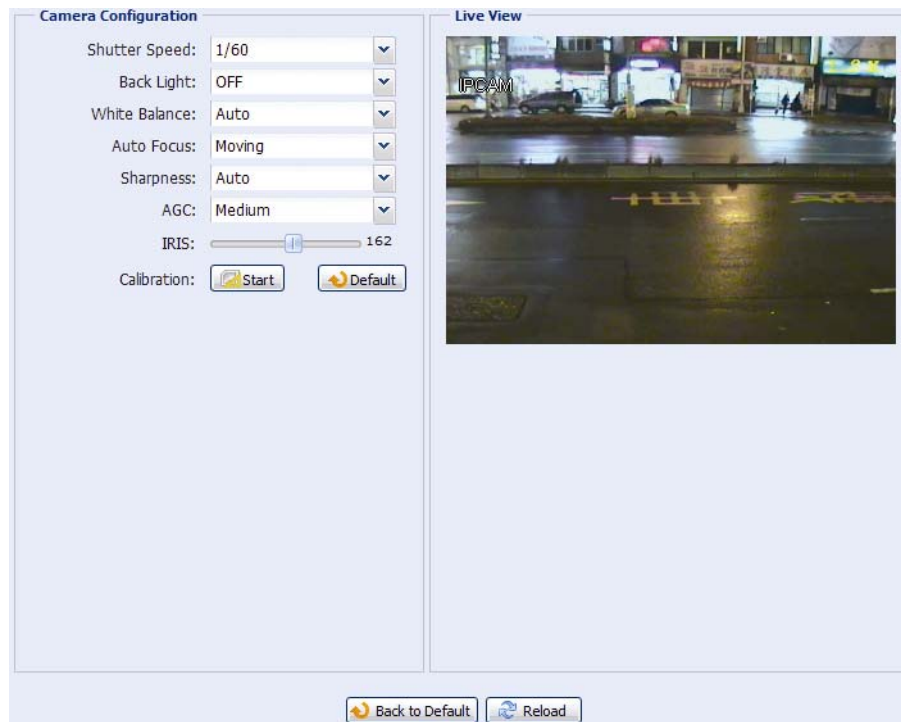 Camera Configuration
Shutter Speed: 1/60
Back Light: OFF
White Balance: Auto
Auto Focus: Moving
Sharpness: Auto
AGC: Medium
IRIS: 162
Calibration: Start Default
Live View
IPCAM
Back to Default Reload